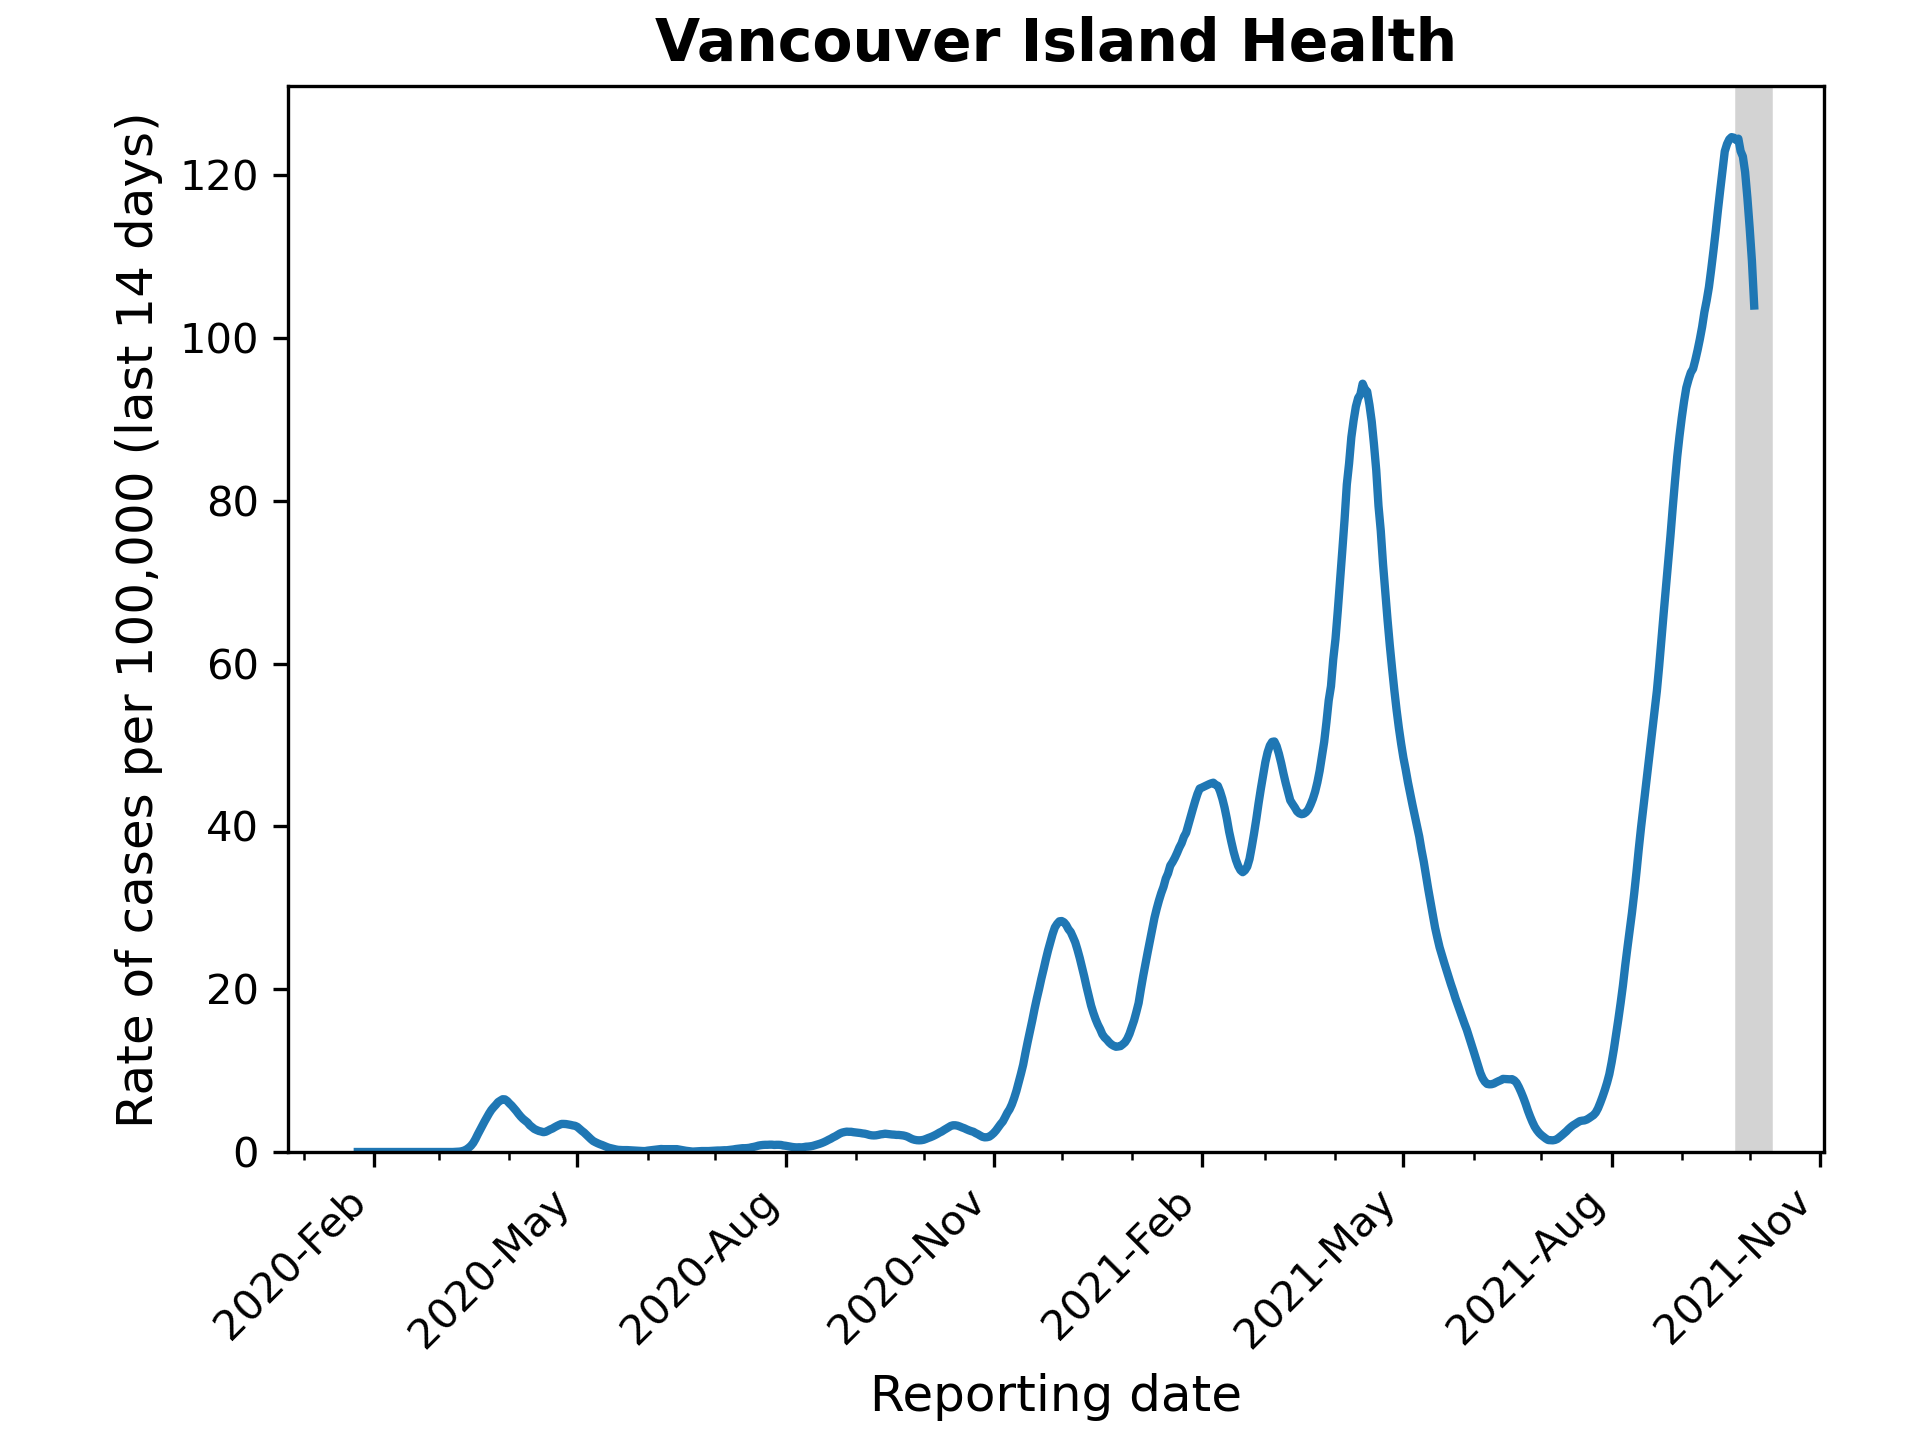 Vancouver Island Health
Rate of cases per 100,000 (last 14 days)
120
100
80
60
40
20
0
2020-Feb
2020-May
2020-Aug
2020-Nov
2021-Feb
2021-May
2021-Aug
2021-Nov
Reporting date